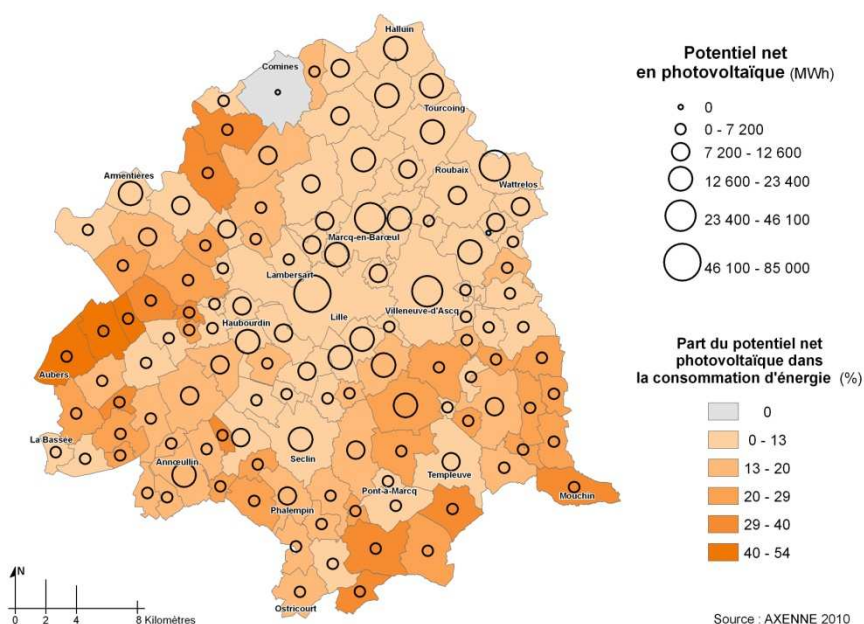 Halluin
Comines
Tourcoing
Armentières
Roubaix
Wattrelos
Marcq-en-Barœul
Lambersart
Lille
Villeneuve-d'Ascq
Haubourdin
Aubers
La Bassée
Annœullin
Seclin
Templeuve
Pont-à-Marcq
Phalempin
Mouchin
Ostricourt
N
0 2 4 8 Kilomètres
Potentiel net
en photovoltaïque (MWh)
0
0 - 7 200
7 200 - 12 600
12 600 - 23 400
23 400 - 46 100
46 100 - 85 000
Part du potentiel net
photovoltaïque dans
la consommation d'énergie (%)
0
0 - 13
13 - 20
20 - 29
29 - 40
40 - 54
Source : AXENNE 2010